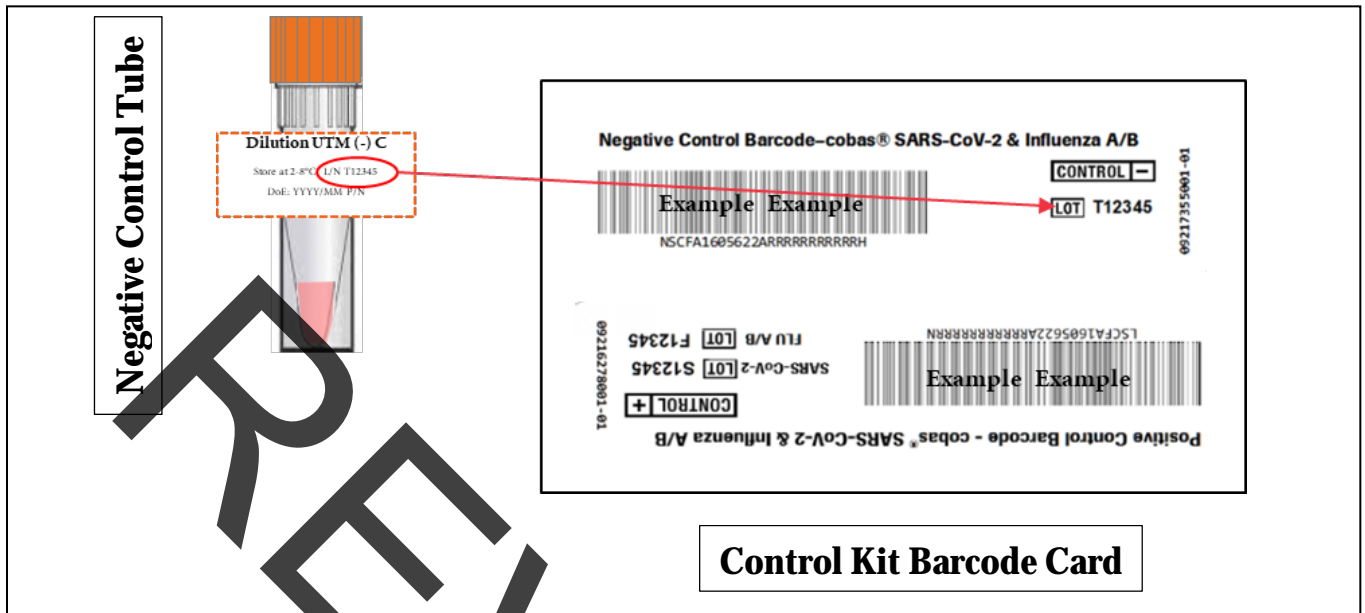 Negative Control Tube
Dilution UTM (-) C
Store at 2-8°C L/N T12345
DoE: YYYY/MM P/N
Negative Control Barcode–cobas® SARS-CoV-2 & Influenza A/B
CONTROL –
Example Example
LOT T12345
NSCFA1605622ARRRRRRRRRRRH
09217355001-01
Positive Control Barcode - cobas® SARS-CoV-2 & Influenza A/B
CONTROL +
Example Example
SARS-CoV-2 LOT S12345
FLU A/B LOT F12345
09216278001-01
Control Kit Barcode Card